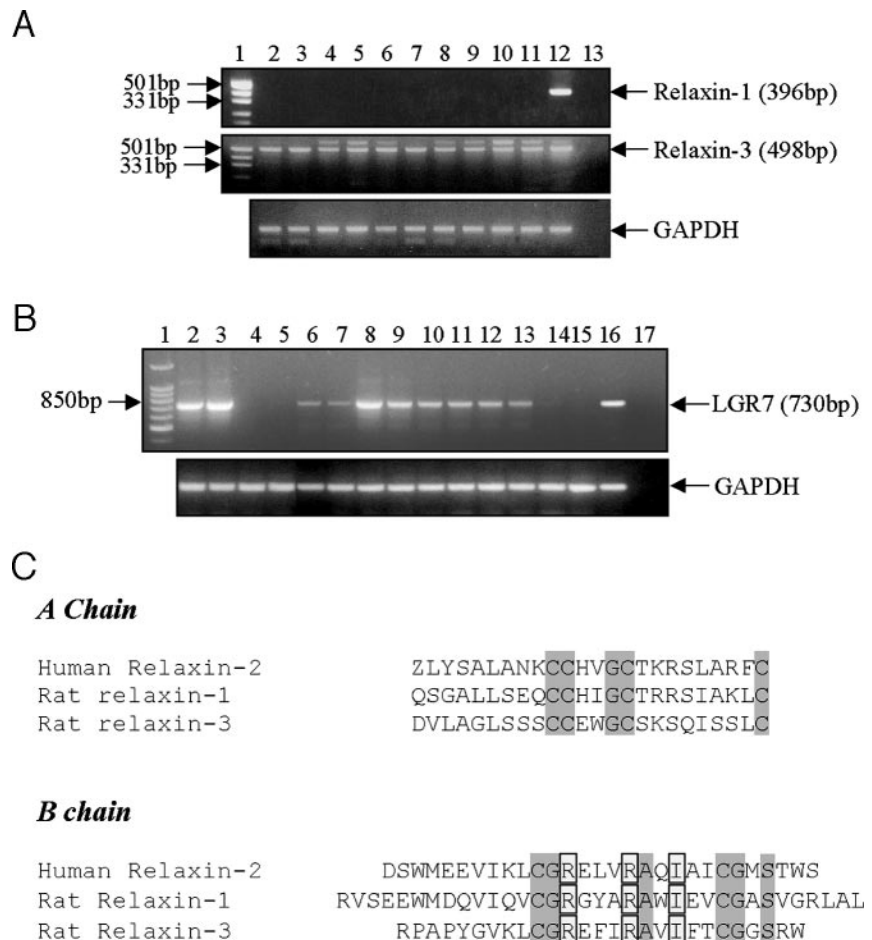 A
1 2 3 4 5 6 7 8 9 10 11 12 13
501bp
331bp
Relaxin-1 (396bp)
501bp
331bp
Relaxin-3 (498bp)
GAPDH
B
1 2 3 4 5 6 7 8 9 10 11 12 13 14 15 16 17
850bp
LGR7 (730bp)
GAPDH
C
A Chain
Human Relaxin-2 ZLYSALANKCCHVGCTKRSLARFC
Rat relaxin-1 QSGALLSEQCCHIGCTRRSIAKLC
Rat relaxin-3 DVLAGLSSSCCEWGCSKSQISSLC
B chain
Human Relaxin-2 DSWMEEVIKLCGRELVRAQIAICGMSTWS
Rat Relaxin-1 RVSEEWMDQVIQVCGRGYARAWIEVCGASVGRLAL
Rat Relaxin-3 RPAPYGVKLCGREFIRAVIFTCGGSRW